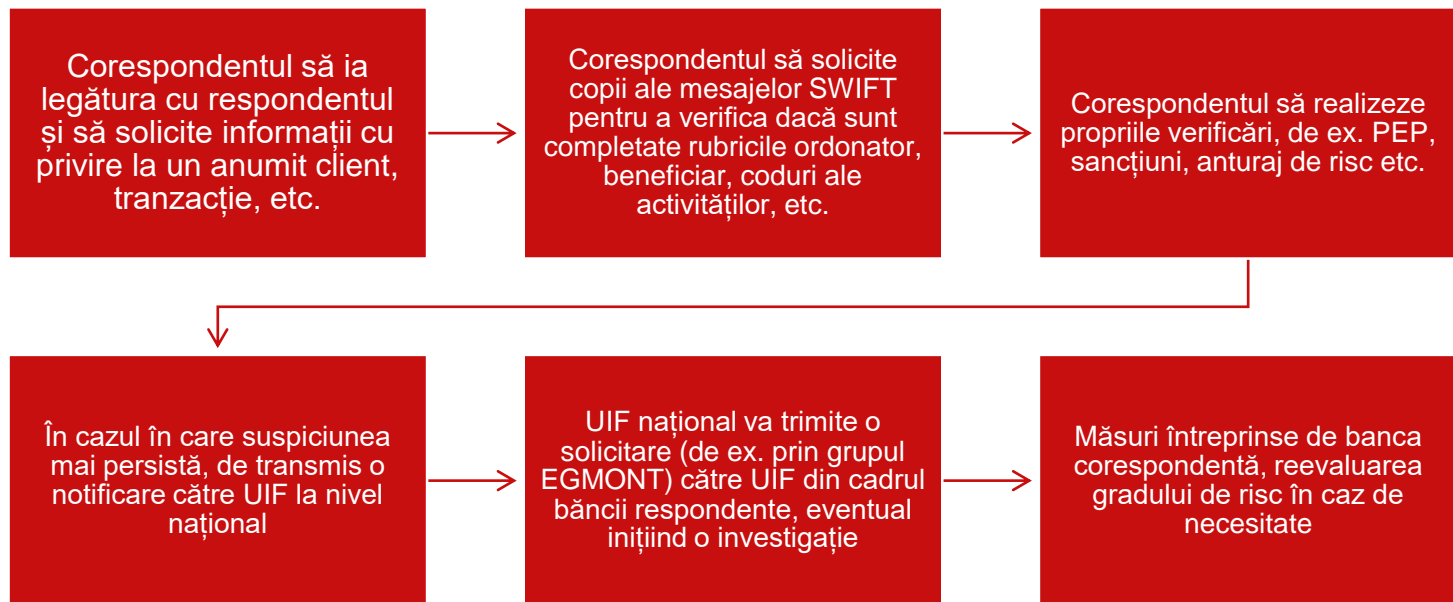 Corespondentul să ia
legătura cu respondentul
și să solicite informații cu
privire la un anumit client,
tranzacție, etc.
Corespondentul să solicite
copii ale mesajelor SWIFT
pentru a verifica dacă sunt
completate rubricile ordonator,
beneficiar, coduri ale
activităților, etc.
Corespondentul să realizeze
propriile verificări, de ex. PEP,
sancțiuni, anturaj de risc etc.
În cazul în care suspiciunea
mai persistă, de transmis o
notificare către UIF la nivel
național
UIF național va trimite o
solicitare (de ex. prin grupul
EGMONT) către UIF din cadrul
băncii respondente, eventual
inițiind o investigație
Măsuri întreprinse de banca
corespondentă, reevaluarea
gradului de risc în caz de
necesitate